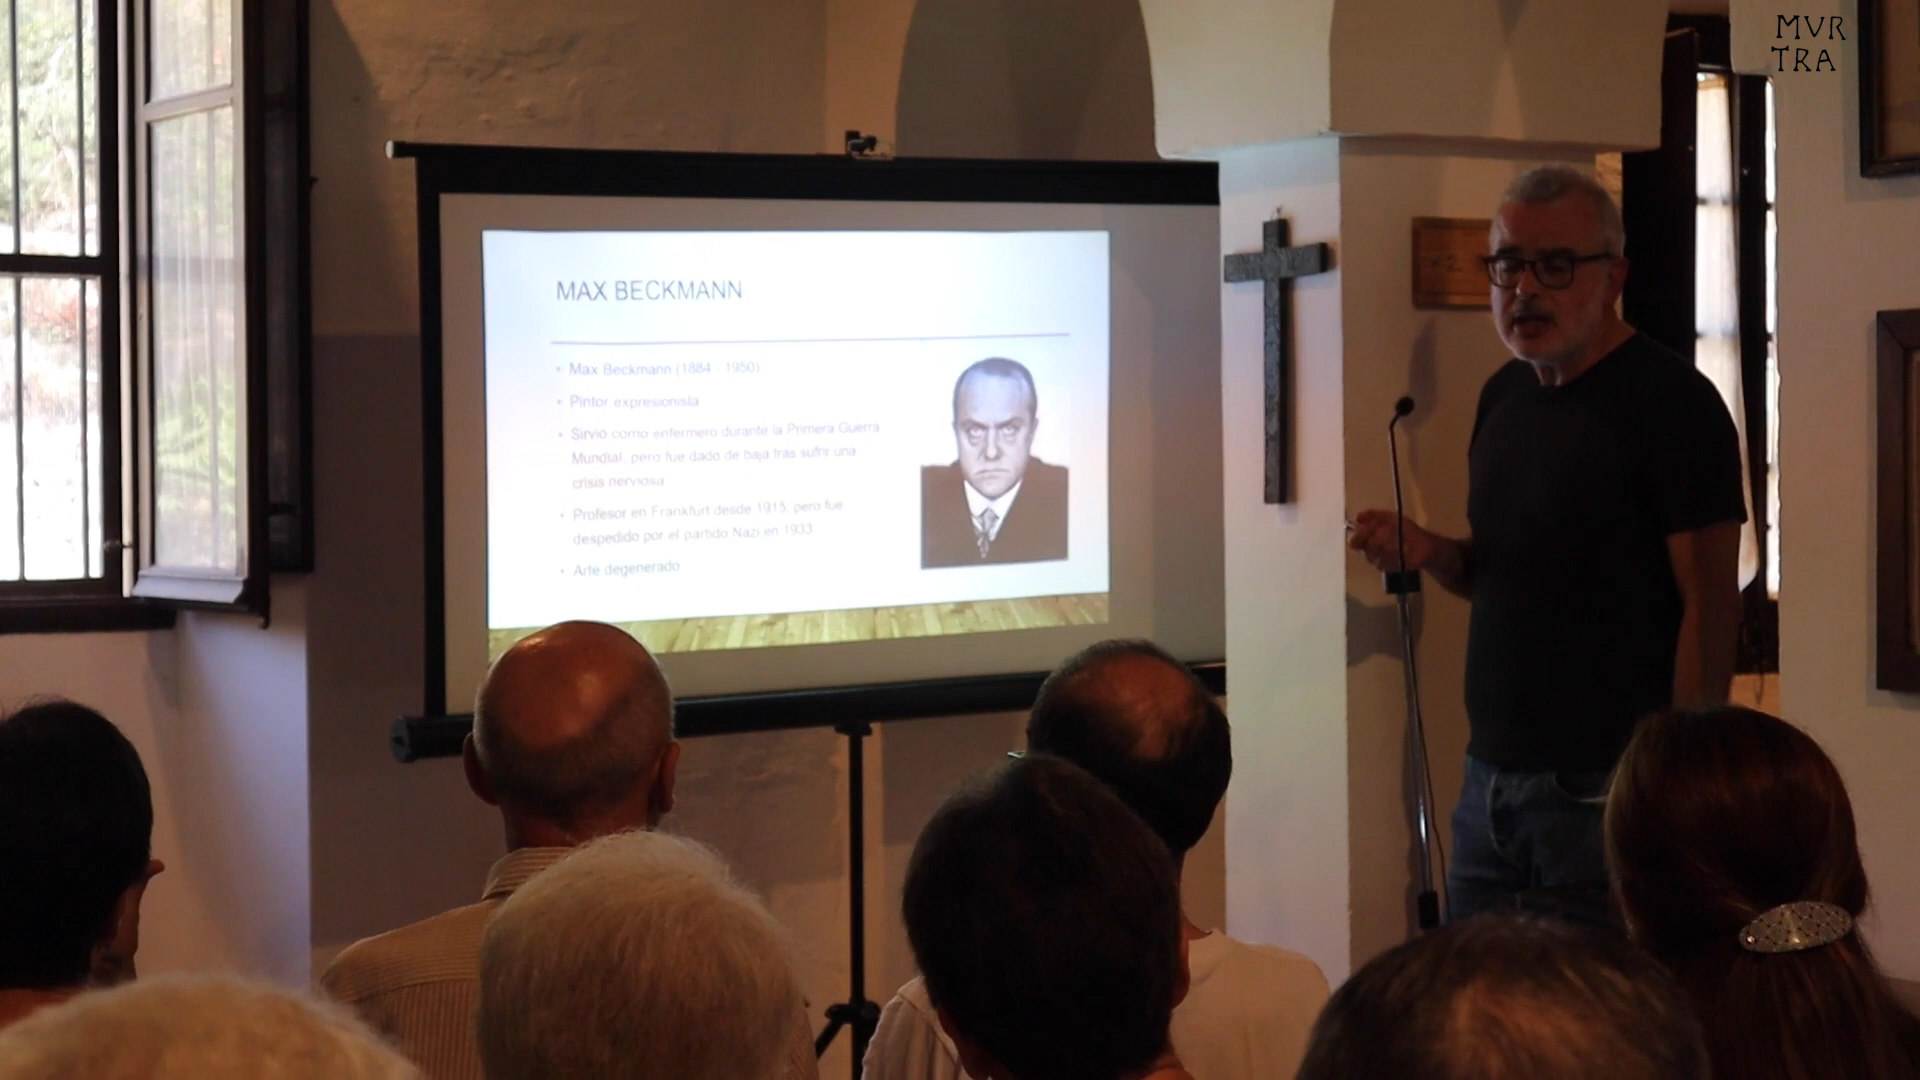 MVR
TRA
MAX BECKMANN
• Max Beckmann (1884 - 1950)
• Pintor expresionista
• Sirvió como enfermero durante la Primera Guerra
Mundial, pero fue dado de baja tras sufrir una
crisis nerviosa
• Profesor en Frankfurt desde 1915, pero fue
despedido por el partido Nazi en 1933
• Arte degenerado